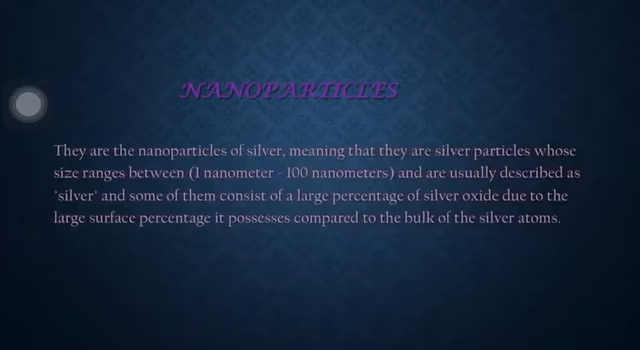 NANOPARTICLES
They are the nanoparticles of silver, meaning that they are silver particles whose
size ranges between (1 nanometer - 100 nanometers) and are usually described as
"silver" and some of them consist of a large percentage of silver oxide due to the
large surface percentage it possesses compared to the bulk of the silver atoms.